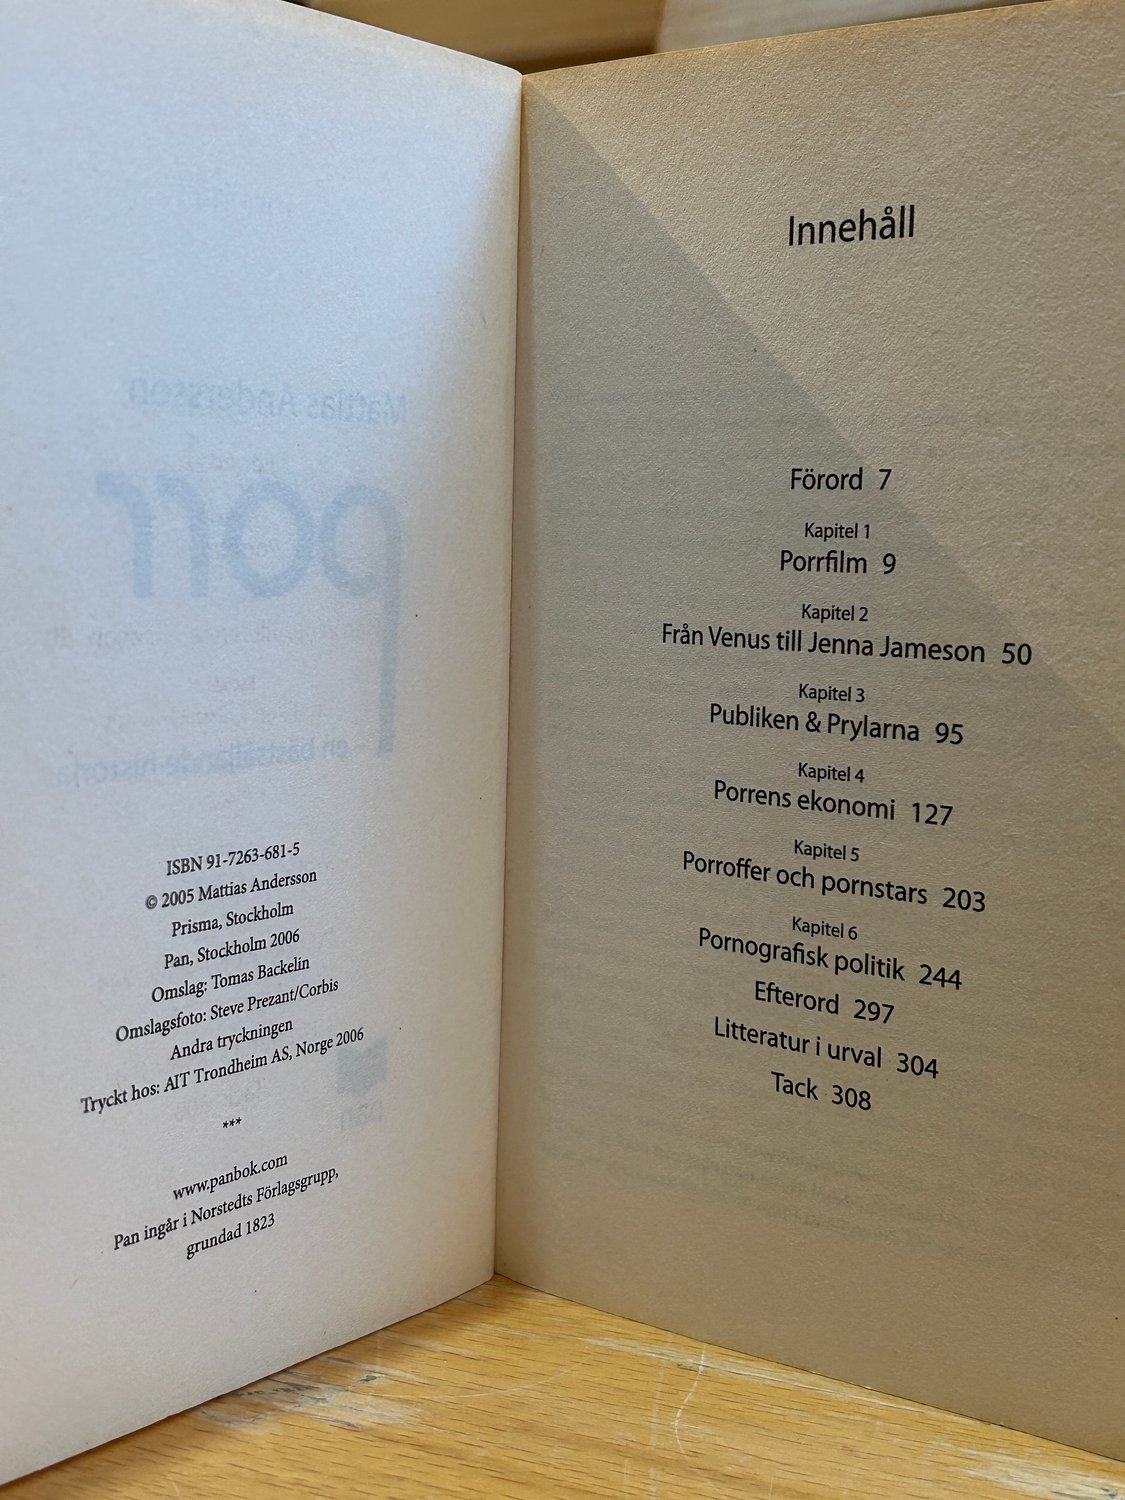 ISBN 91-7263-681-5
© 2005 Mattias Andersson
Prisma, Stockholm
Pan, Stockholm 2006
Omslag: Tomas Backelin
Omslagsfoto: Steve Prezant/Corbis
Andra tryckningen
Tryckt hos: AIT Trondheim AS, Norge 2006
***
www.panbok.com
Pan ingår i Norstedts Förlagsgrupp,
grundad 1823
Innehåll
Förord 7
Kapitel 1
Porrfilm 9
Kapitel 2
Från Venus till Jenna Jameson 50
Kapitel 3
Publiken & Prylarna 95
Kapitel 4
Porrens ekonomi 127
Kapitel 5
Porroffer och pornstars 203
Kapitel 6
Pornografisk politik 244
Efterord 297
Litteratur i urval 304
Tack 308